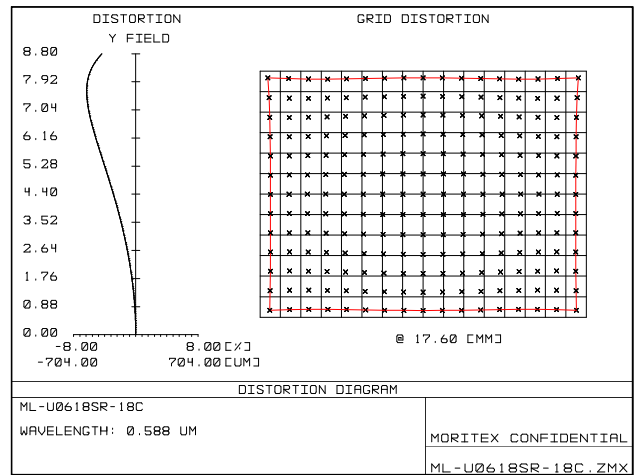 DISTORTION
Y FIELD
GRID DISTORTION
8.80
7.92
7.04
6.16
5.28
4.40
3.52
2.64
1.76
0.88
0.00
-8.00 8.00[%]
-704.00 704.00[UM]
@ 17.60 [MM]
DISTORTION DIAGRAM
ML-U0618SR-18C
WAVELENGTH: 0.588 UM
MORITEX CONFIDENTIAL
ML-U0618SR-18C.ZMX